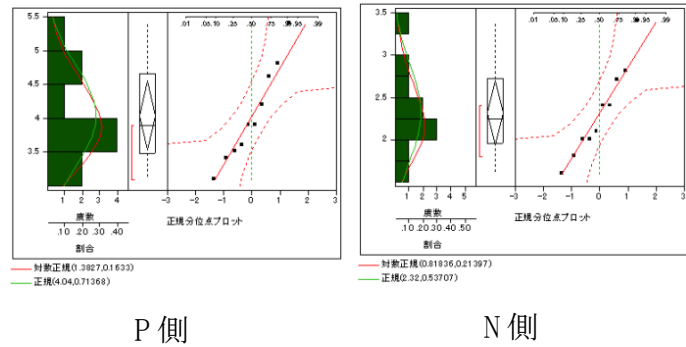 .01 .05.10 .25 .50 .75 .90.95 .99
5.5
5
4.5
4
3.5
1 2 3 4
度数
.10 .20 .30 .40
割合
-3 -2 -1 0 1 2 3
正規分位点プロット
対数正規(1.3827,0.1633)
正規(4.04,0.71368)
P側
.01 .05.10 .25 .50 .75 .90.95 .99
3.5
3
2.5
2
1 2 3 4 5
度数
.10 .20 .30 .40 .50
割合
-3 -2 -1 0 1 2 3
正規分位点プロット
対数正規(0.81836,0.21397)
正規(2.32,0.53707)
N側